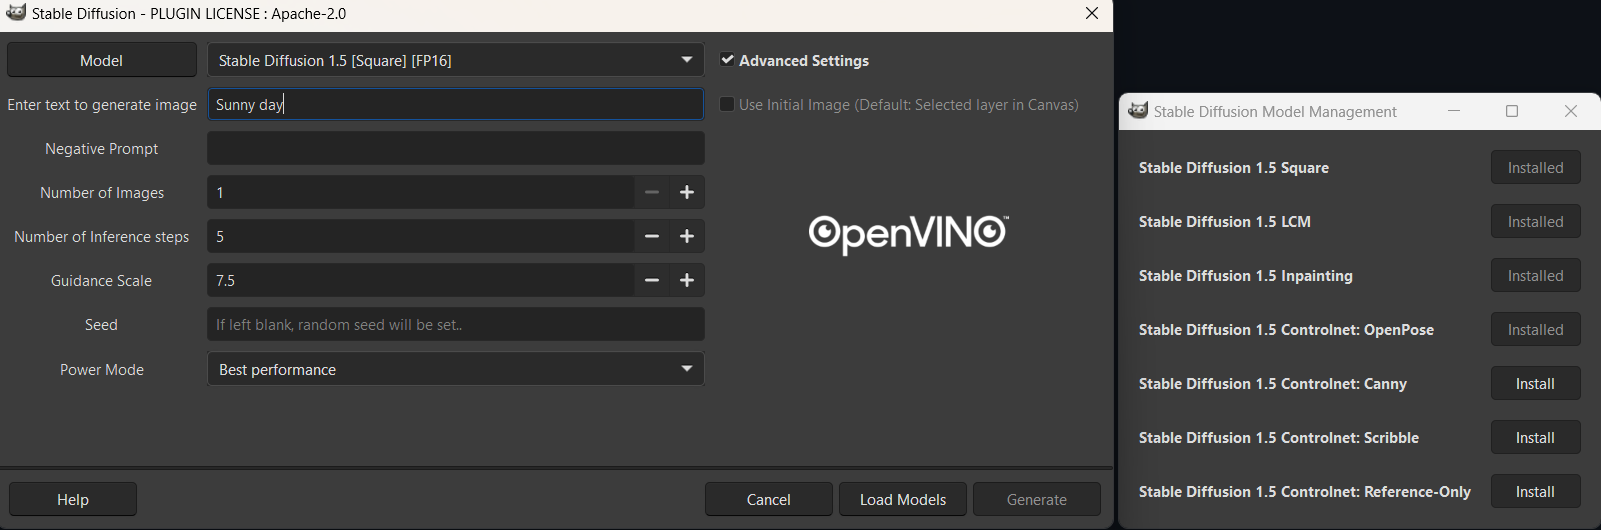 Stable Diffusion - PLUGIN LICENSE : Apache-2.0
Model
Stable Diffusion 1.5 [Square] [FP16]
Advanced Settings
Enter text to generate image
Sunny day
Use Initial Image (Default: Selected layer in Canvas)
Negative Prompt
Number of Images
1
Number of Inference steps
5
Guidance Scale
7.5
Seed
If left blank, random seed will be set..
Power Mode
Best performance
OpenVINO™
Help
Cancel
Load Models
Generate
Stable Diffusion Model Management
Stable Diffusion 1.5 Square
Installed
Stable Diffusion 1.5 LCM
Installed
Stable Diffusion 1.5 Inpainting
Installed
Stable Diffusion 1.5 Controlnet: OpenPose
Installed
Stable Diffusion 1.5 Controlnet: Canny
Install
Stable Diffusion 1.5 Controlnet: Scribble
Install
Stable Diffusion 1.5 Controlnet: Reference-Only
Install